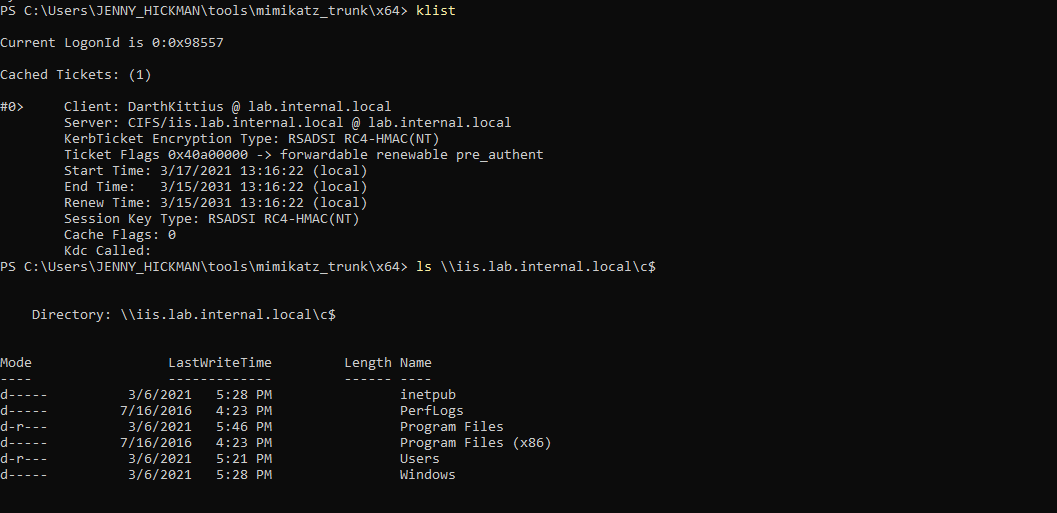 PS C:\Users\JENNY_HICKMAN\tools\mimikatz_trunk\x64> klist
Current LogonId is 0:0x98557
Cached Tickets: (1)
#0>     Client: DarthKittius @ lab.internal.local
        Server: CIFS/iis.lab.internal.local @ lab.internal.local
        KerbTicket Encryption Type: RSADSI RC4-HMAC(NT)
        Ticket Flags 0x40a00000 -> forwardable renewable pre_authent
        Start Time: 3/17/2021 13:16:22 (local)
        End Time:   3/15/2031 13:16:22 (local)
        Renew Time: 3/15/2031 13:16:22 (local)
        Session Key Type: RSADSI RC4-HMAC(NT)
        Cache Flags: 0
        Kdc Called:
PS C:\Users\JENNY_HICKMAN\tools\mimikatz_trunk\x64> ls \\iis.lab.internal.local\c$
    Directory: \\iis.lab.internal.local\c$
Mode                 LastWriteTime         Length Name
----                 -------------         ------ ----
d-----          3/6/2021   5:28 PM                inetpub
d-----         7/16/2016   4:23 PM                PerfLogs
d-r---          3/6/2021   5:46 PM                Program Files
d-----         7/16/2016   4:23 PM                Program Files (x86)
d-r---          3/6/2021   5:21 PM                Users
d-----          3/6/2021   5:28 PM                Windows